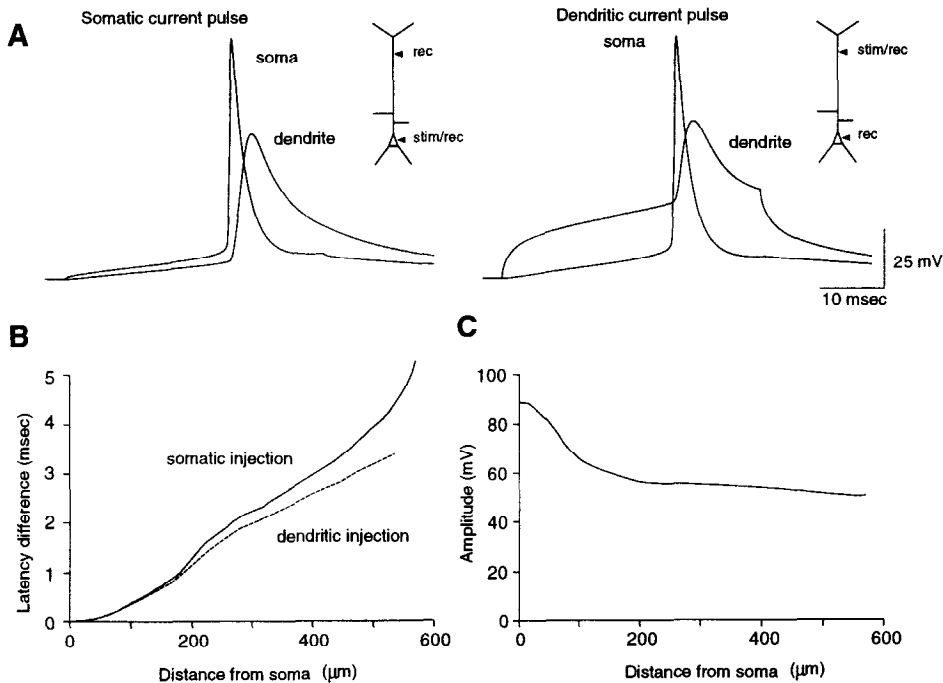 A
Somatic current pulse
soma
dendrite
rec
stim/rec
Dendritic current pulse
soma
dendrite
stim/rec
rec
25 mV
10 msec
B
Latency difference (msec)
5
4
3
2
1
0
somatic injection
dendritic injection
0
200
400
600
Distance from soma (μm)
C
Amplitude (mV)
100
80
60
40
20
0
0
200
400
600
Distance from soma (μm)